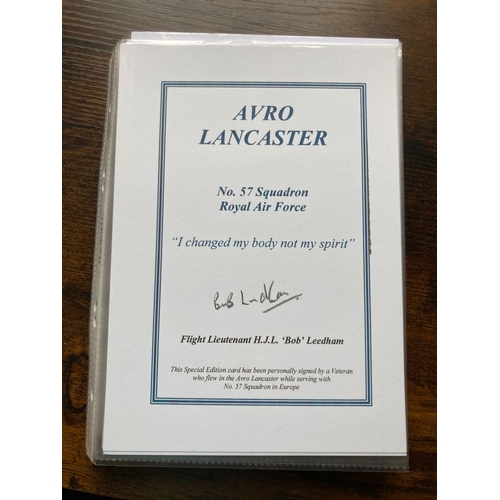 AVRO
LANCASTER
No. 57 Squadron
Royal Air Force
“I changed my body not my spirit”
Bob Leedham
Flight Lieutenant H.J.L. ‘Bob’ Leedham
This Special Edition card has been personally signed by a Veteran
who flew in the Avro Lancaster while serving with
No. 57 Squadron in Europe